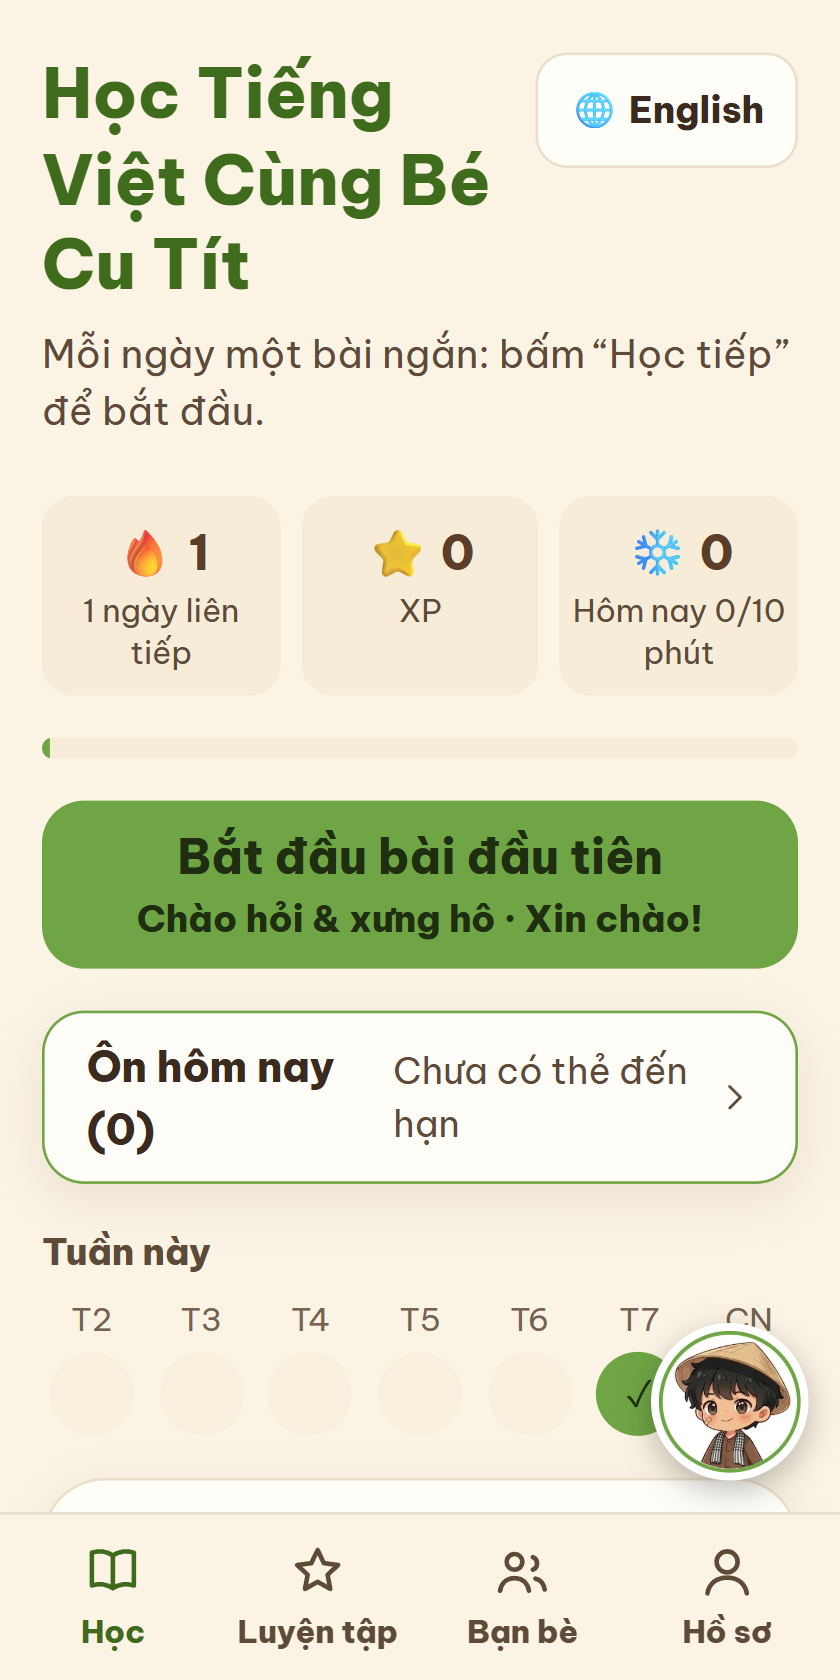 Học Tiếng
Việt Cùng Bé
Cu Tít
🌐 English
Mỗi ngày một bài ngắn: bấm “Học tiếp”
để bắt đầu.
🔥 1
1 ngày liên
tiếp
⭐ 0
XP
❄️ 0
Hôm nay 0/10
phút
Bắt đầu bài đầu tiên
Chào hỏi & xưng hô · Xin chào!
Ôn hôm nay
(0)
Chưa có thẻ đến
hạn
Tuần này
T2 T3 T4 T5 T6 T7 CN
✓
Học Luyện tập Bạn bè Hồ sơ